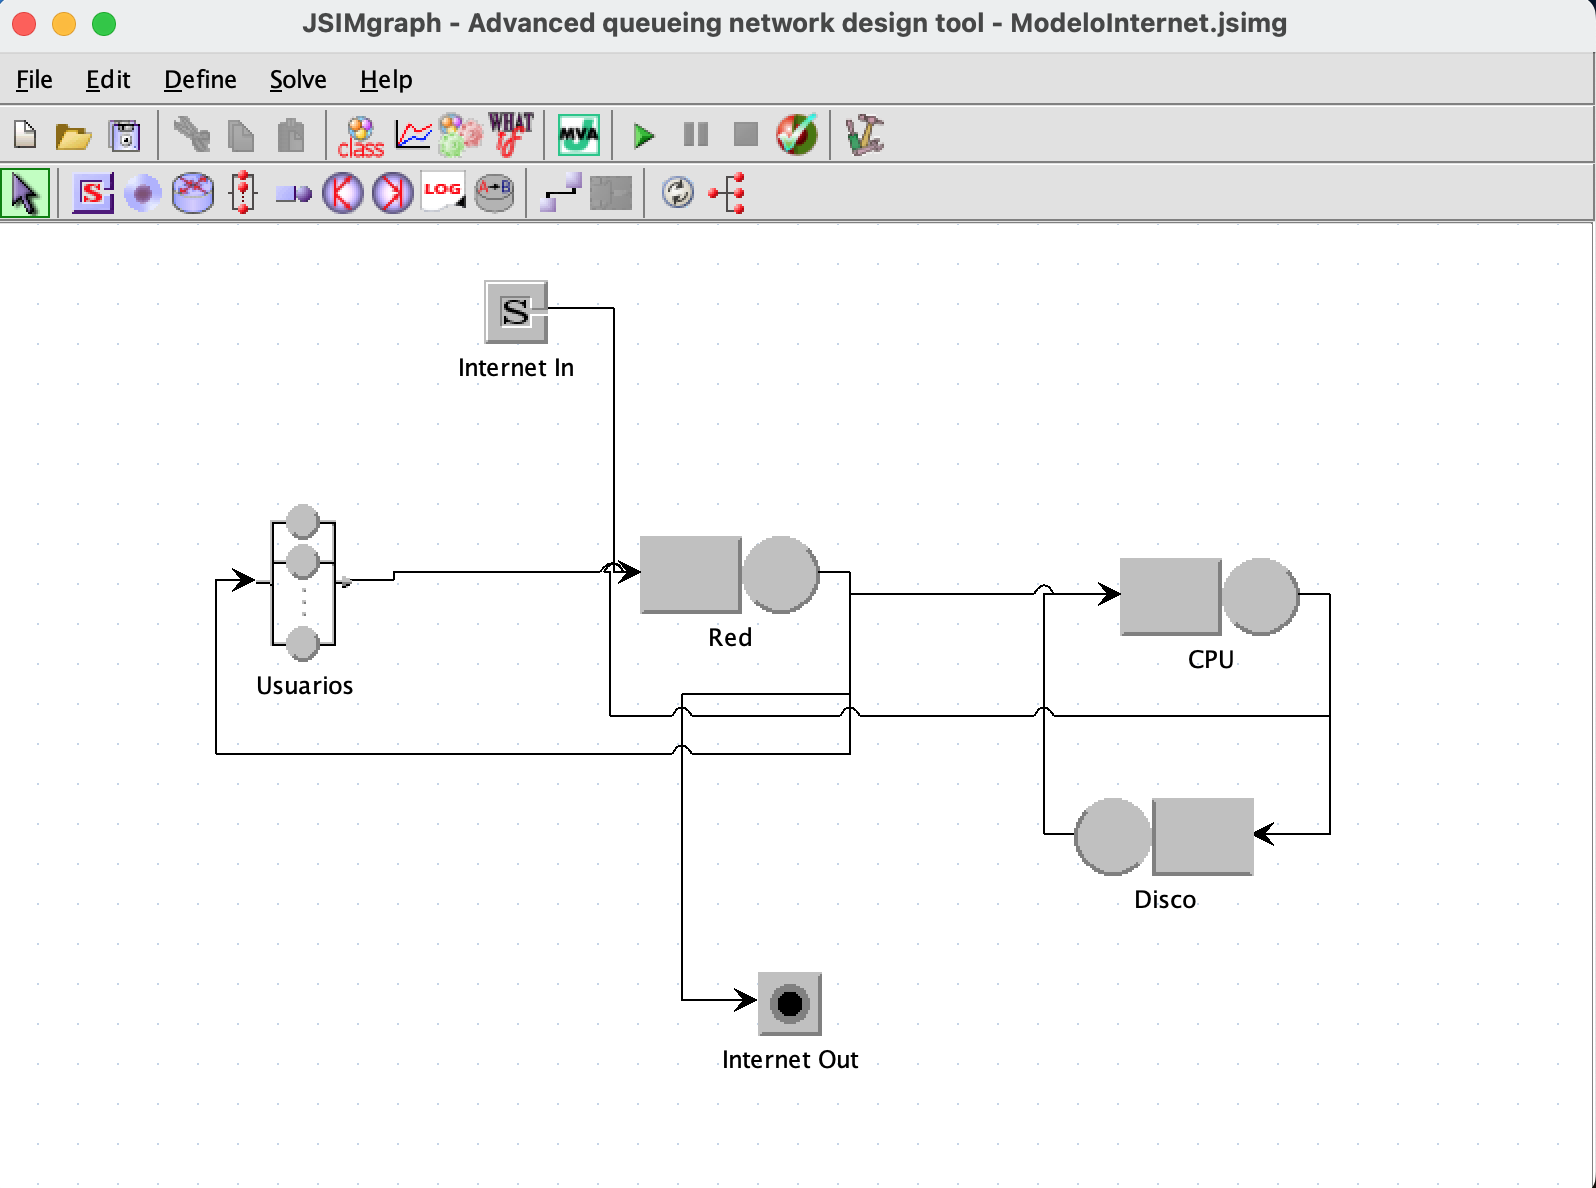 JSIMgraph - Advanced queueing network design tool - ModeloInternet.jsimg
File Edit Define Solve Help
class WHAT if MVA
S LOG A→B
S
Internet In
Usuarios
Red
CPU
Disco
Internet Out